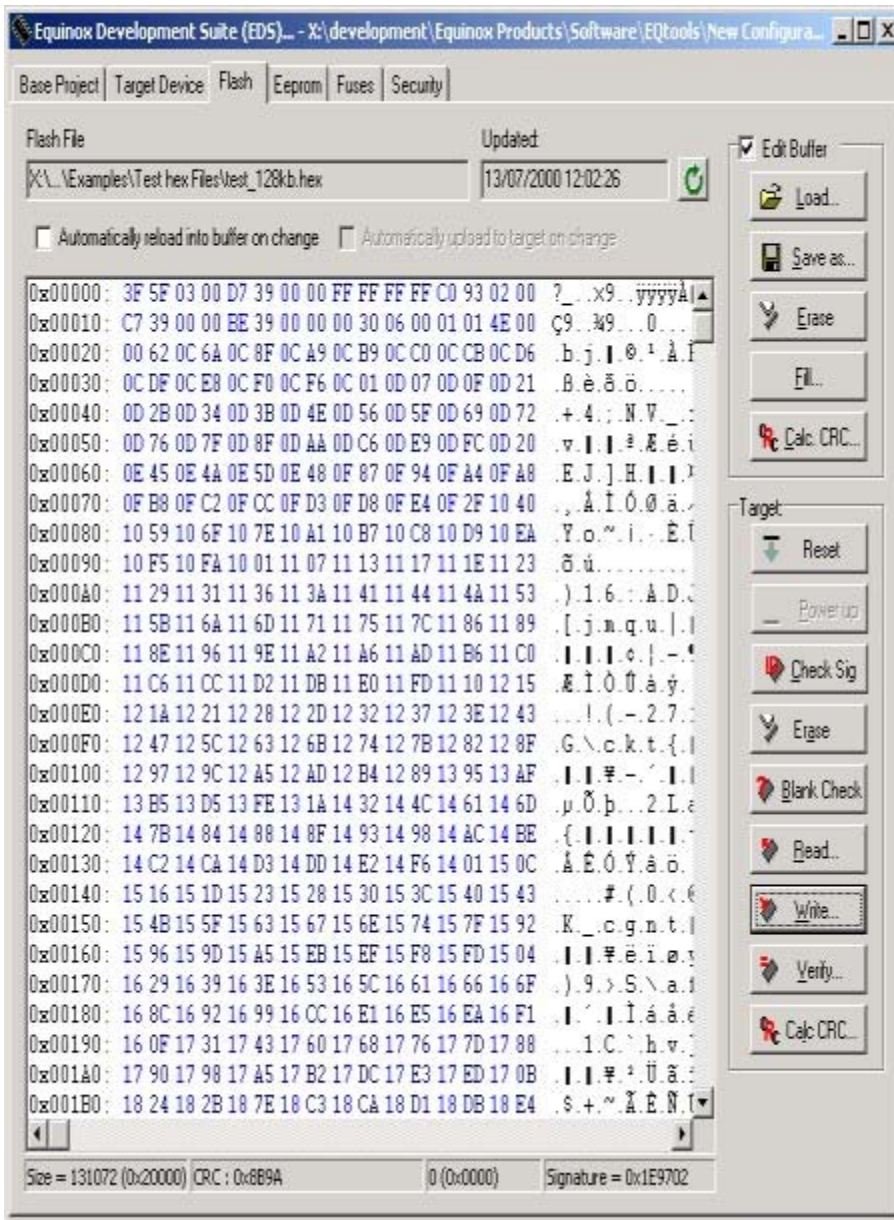 Equinox Development Suite (EDS)... - X:\development\Equinox Products\Software\EQtools\New Configura...
Base Project Target Device Flash Eeprom Fuses Security
Flash File Updated:
X:\...\Examples\Test hex Files\test_128kb.hex 13/07/2000 12:02:26
Automatically reload into buffer on change Automatically upload to target on change
0x00000: 3F 5F 03 00 D7 39 00 00 FF FF FF FF C0 93 02 00 ?_..x9..ÿÿÿÿÀ
0x00010: C7 39 00 00 BE 39 00 00 00 30 06 00 01 01 4E 00 Ç9..¾9...0...
0x00020: 00 62 0C 6A 0C 8F 0C A9 0C B9 0C C0 0C CB 0C D6
0x00030: 0C DF 0C E8 0C F0 0C F6 0C 01 0D 07 0D 0F 0D 21
0x00040: 0D 2B 0D 34 0D 3B 0D 4E 0D 56 0D 5F 0D 69 0D 72 .+.4.;.N.V._.
0x00050: 0D 76 0D 7F 0D 8F 0D AA 0D C6 0D E9 0D FC 0D 20
0x00060: 0E 45 0E 4A 0E 5D 0E 48 0F 87 0F 94 0F A4 0F A8
0x00070: 0F B8 0F C2 0F CC 0F D3 0F D8 0F E4 0F 2F 10 40
0x00080: 10 59 10 6F 10 7E 10 A1 10 B7 10 C8 10 D9 10 EA
0x00090: 10 F5 10 FA 10 01 11 07 11 13 11 17 11 1E 11 23 .õ.ú.........
0x000A0: 11 29 11 31 11 36 11 3A 11 41 11 44 11 4A 11 53 .).1.6.:.A.D.J
0x000B0: 11 5B 11 6A 11 6D 11 71 11 75 11 7C 11 86 11 89 .[.j.m.q.u.|.
0x000C0: 11 8E 11 96 11 9E 11 A2 11 A6 11 AD 11 B6 11 C0
0x000D0: 11 C6 11 CC 11 D2 11 DB 11 E0 11 FD 11 10 12 15 .Æ.Ì.Ò.Û.à.ý.
0x000E0: 12 1A 12 21 12 28 12 2D 12 32 12 37 12 3E 12 43 ...!.(.-.2.7.
0x000F0: 12 47 12 5C 12 63 12 6B 12 74 12 7B 12 82 12 8F .G.\.c.k.t.{.
0x00100: 12 97 12 9C 12 A5 12 AD 12 B4 12 89 13 95 13 AF
0x00110: 13 B5 13 D5 13 FE 13 1A 14 32 14 4C 14 61 14 6D .µ.Õ.þ...2.L.a
0x00120: 14 7B 14 84 14 88 14 8F 14 93 14 98 14 AC 14 BE
0x00130: 14 C2 14 CA 14 D3 14 DD 14 E2 14 F6 14 01 15 0C .Â.Ê.Ó.Ý.â.ö.
0x00140: 15 16 15 1D 15 23 15 28 15 30 15 3C 15 40 15 43
0x00150: 15 4B 15 5F 15 63 15 67 15 6E 15 74 15 7F 15 92 .K._.c.g.n.t.
0x00160: 15 96 15 9D 15 A5 15 EB 15 EF 15 F8 15 FD 15 04
0x00170: 16 29 16 39 16 3E 16 53 16 5C 16 61 16 66 16 6F .).9.>.S.\.a.f
0x00180: 16 8C 16 92 16 99 16 CC 16 E1 16 E5 16 EA 16 F1
0x00190: 16 0F 17 31 17 43 17 60 17 68 17 76 17 7D 17 88 ...1.C.`.h.v.
0x001A0: 17 90 17 98 17 A5 17 B2 17 DC 17 E3 17 ED 17 0B
0x001B0: 18 24 18 2B 18 7E 18 C3 18 CA 18 D1 18 DB 18 E4 .$.+.~.Ã.Ê.Ñ.
Size = 131072 (0x20000) CRC : 0x8B9A 0 (0x0000) Signature = 0x1E9702
Edit Buffer
Load...
Save as...
Erase
Fill...
Calc. CRC...
Target:
Reset
Power up
Check Sig
Erase
Blank Check
Read...
Write...
Verify...
Calc CRC...